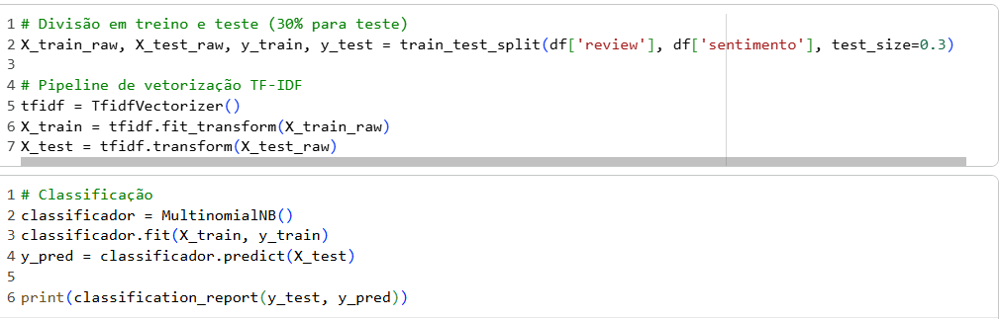 1 # Divisão em treino e teste (30% para teste)
2 X_train_raw, X_test_raw, y_train, y_test = train_test_split(df['review'], df['sentimento'], test_size=0.3)
3
4 # Pipeline de vetorização TF-IDF
5 tfidf = TfidfVectorizer()
6 X_train = tfidf.fit_transform(X_train_raw)
7 X_test = tfidf.transform(X_test_raw)
1 # Classificação
2 classificador = MultinomialNB()
3 classificador.fit(X_train, y_train)
4 y_pred = classificador.predict(X_test)
5
6 print(classification_report(y_test, y_pred))